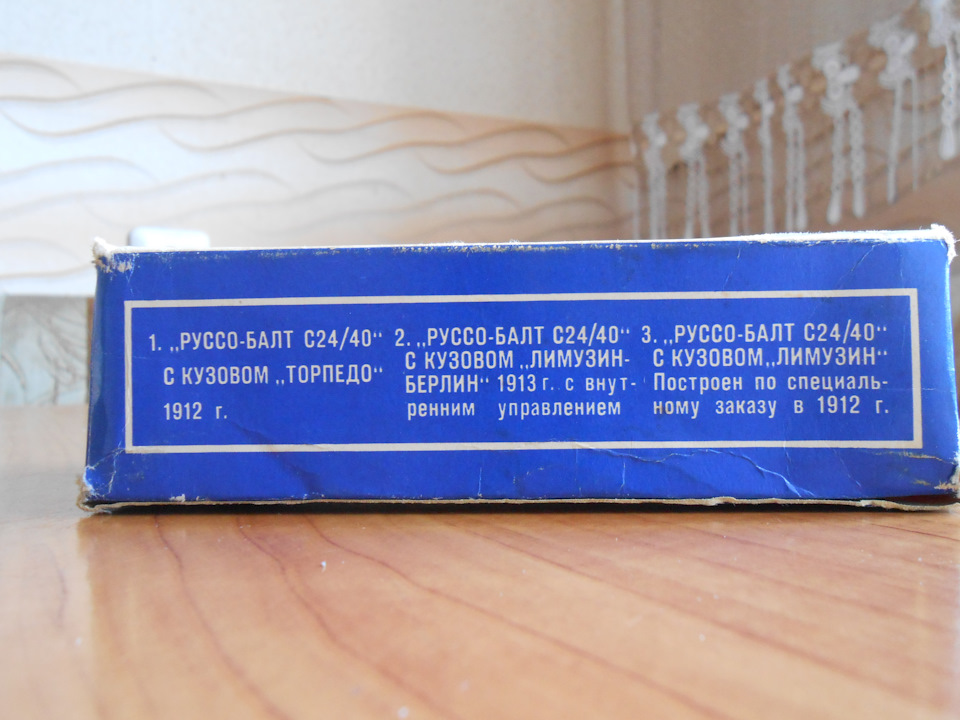 1. „РУССО-БАЛТ С24/40“
С КУЗОВОМ „ТОРПЕДО“
1912 г.
2. „РУССО-БАЛТ С24/40“
С КУЗОВОМ „ЛИМУЗИН-
БЕРЛИН“ 1913 г. с внут-
ренним управлением
3. „РУССО-БАЛТ С24/40“
С КУЗОВОМ „ЛИМУЗИН“
Построен по специаль-
ному заказу в 1912 г.